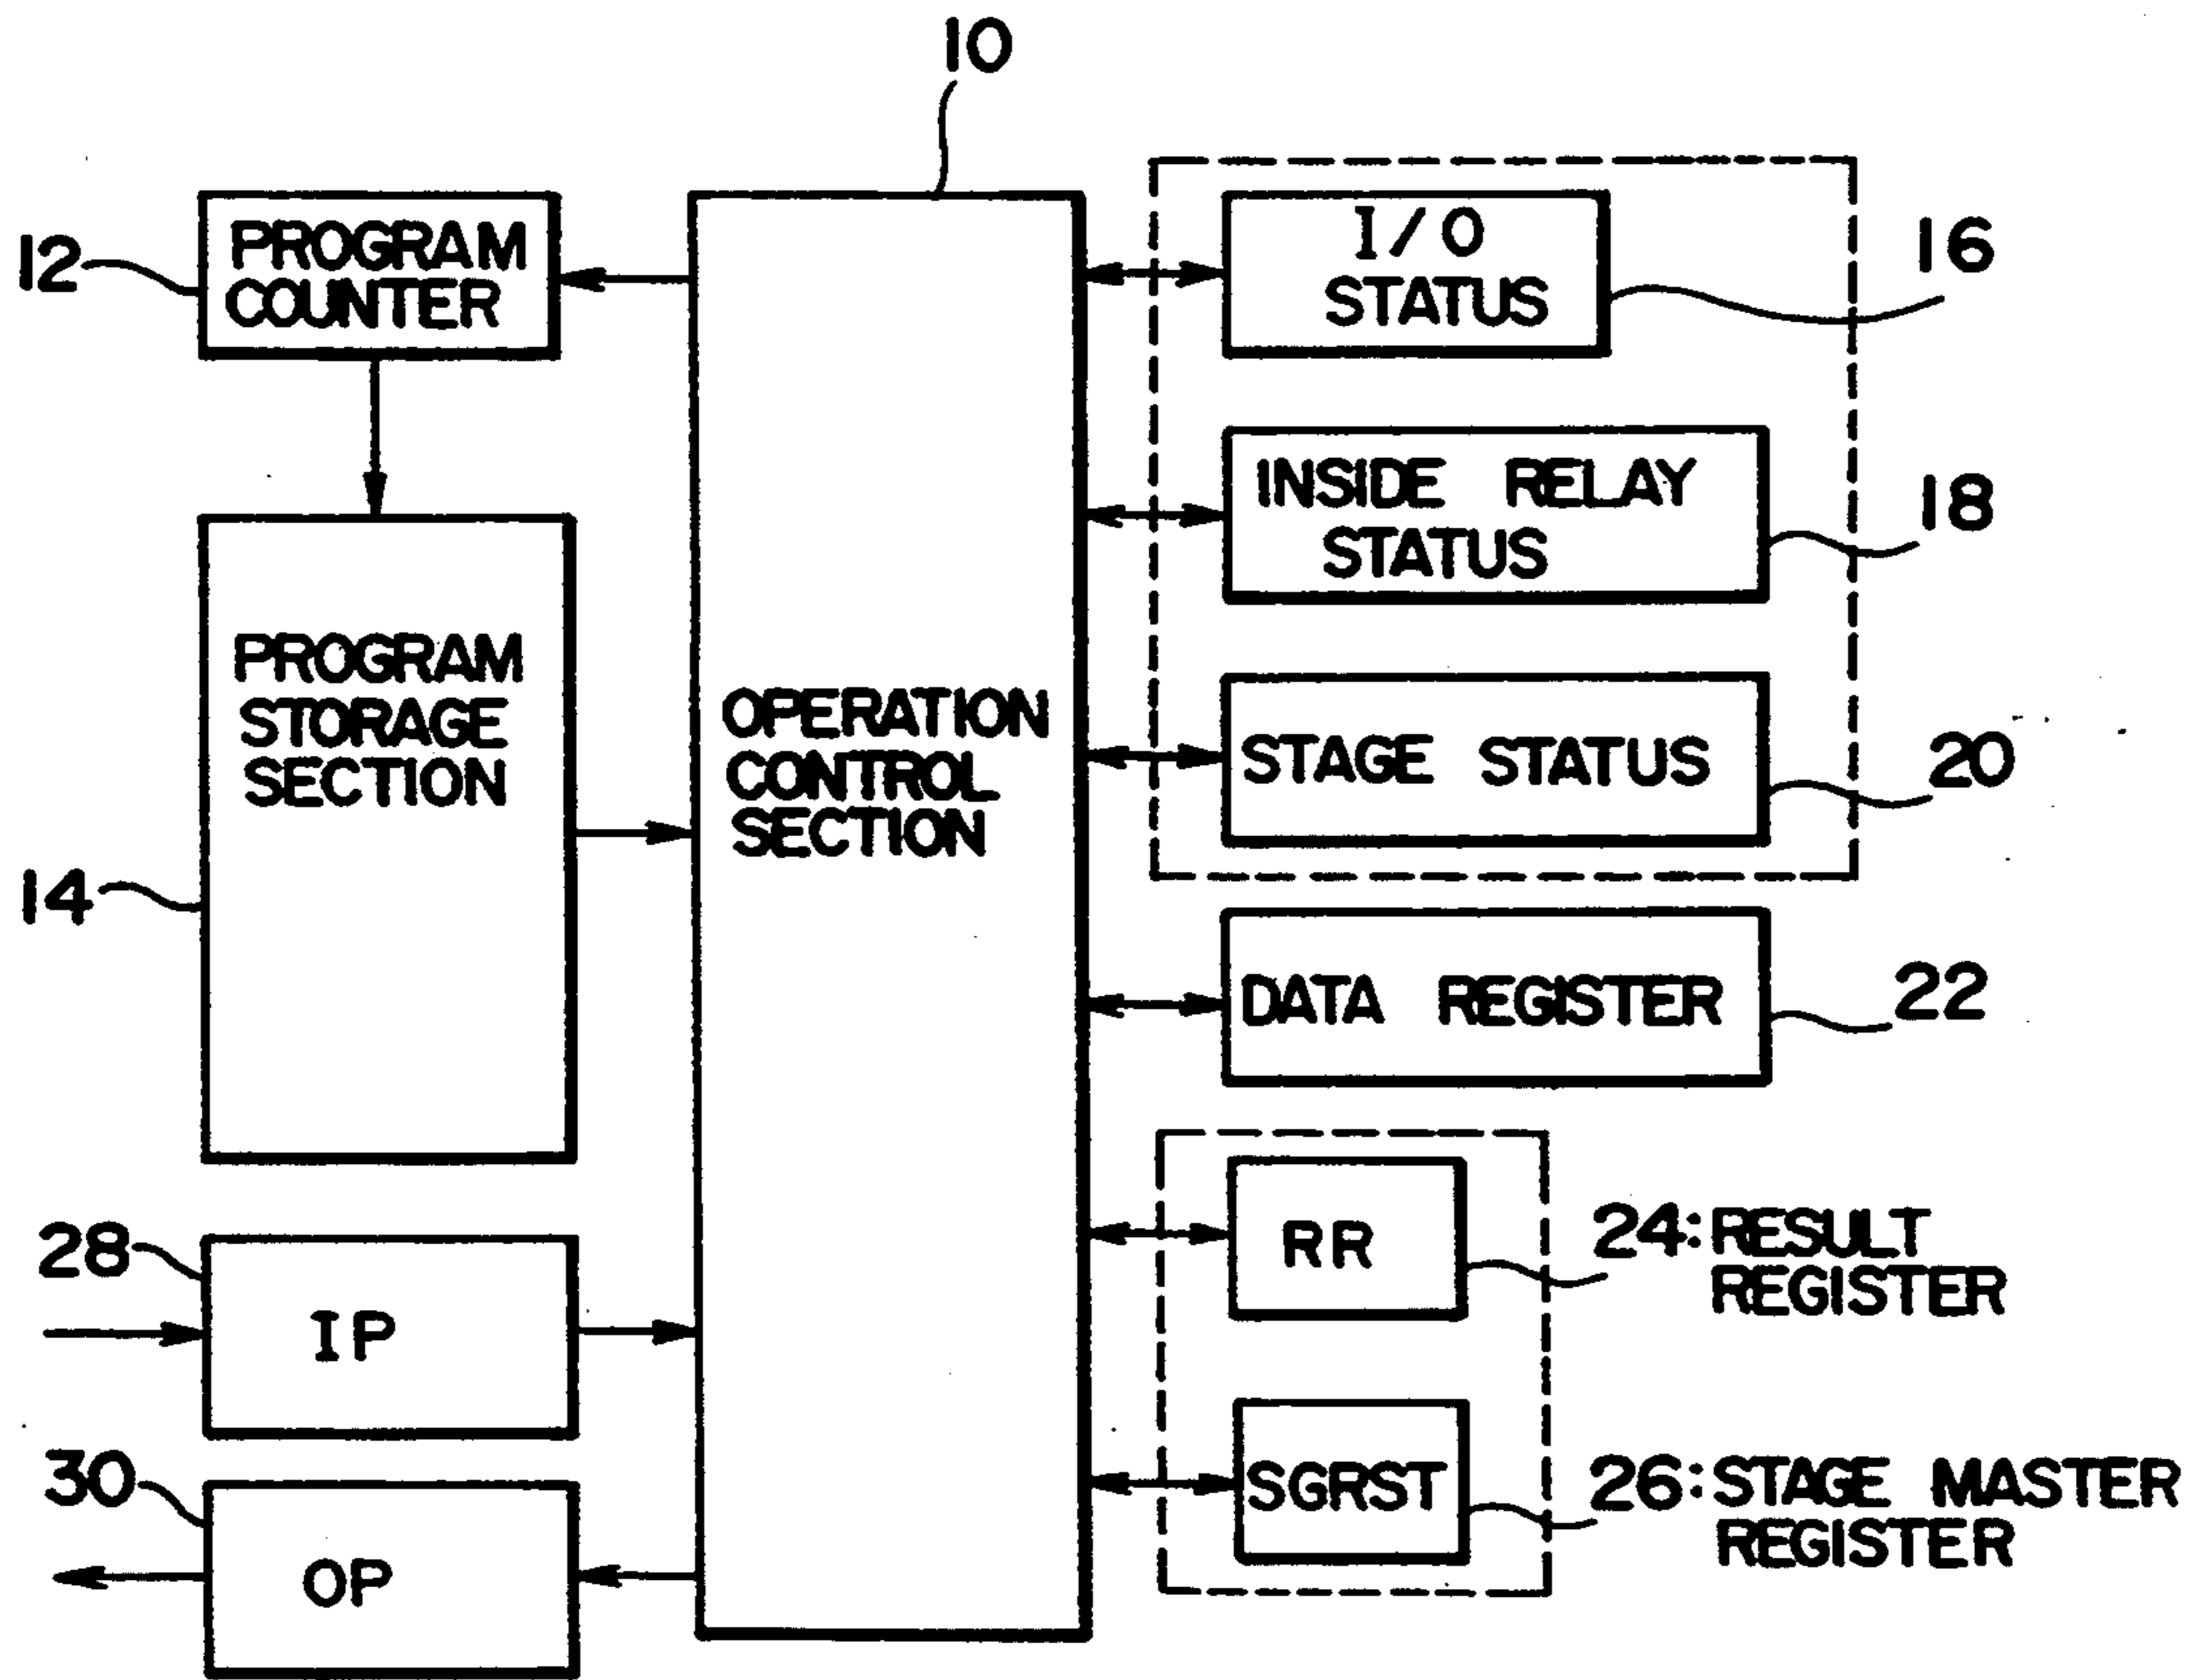 10
12
PROGRAM
COUNTER
I/O
STATUS
16
INSIDE RELAY
STATUS
18
PROGRAM
STORAGE
SECTION
14
OPERATION
CONTROL
SECTION
STAGE STATUS
20
DATA REGISTER
22
28
IP
RR
24: RESULT
REGISTER
30
OP
SGRST
26: STAGE MASTER
REGISTER